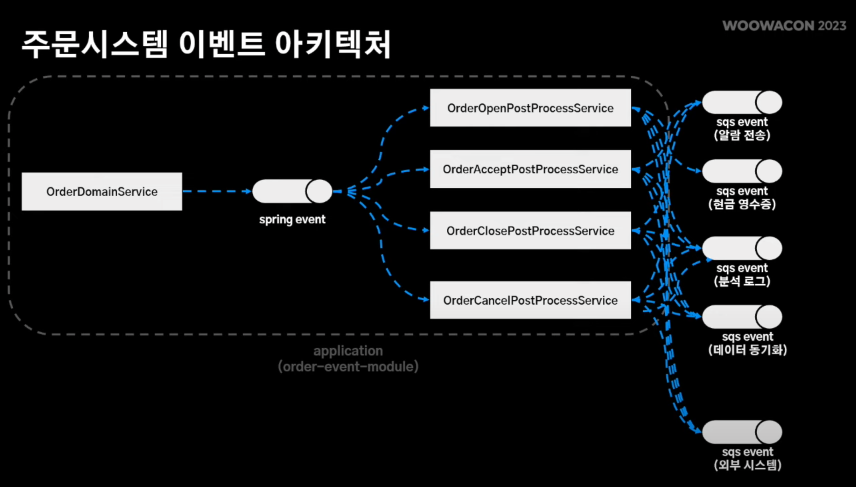 WOOWACON 2023
주문시스템 이벤트 아키텍처
OrderDomainService
spring event
OrderOpenPostProcessService
OrderAcceptPostProcessService
OrderClosePostProcessService
OrderCancelPostProcessService
application
(order-event-module)
sqs event
(알람 전송)
sqs event
(현금 영수증)
sqs event
(분석 로그)
sqs event
(데이터 동기화)
sqs event
(외부 시스템)